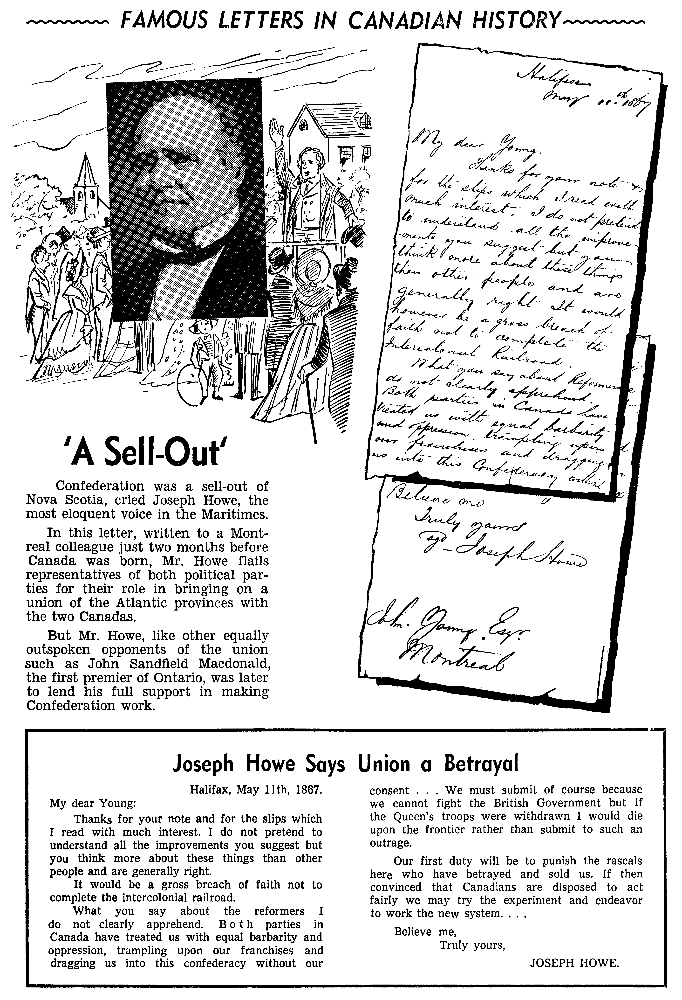 FAMOUS LETTERS IN CANADIAN HISTORY
Halifax
May 11th 1867
My dear Young.
Thanks for your note &
for the slips which I read with
much interest. I do not pretend
to understand all the improve-
-ments you suggest but you
think more about these things
than other people and are
generally right It would
however be a gross breach of
faith not to complete the
Intercolonial Railroad.
What you say about Reformers
do not clearly apprehend.
Both parties in Canada have
treated us with equal barbarity
and oppression, trampling upon
our franchises and dragging
us into this Confederacy without
Believe me
Truly yours
sgd - Joseph Howe
John. Young Esqr.
Montreal
'A Sell-Out'
Confederation was a sell-out of
Nova Scotia, cried Joseph Howe, the
most eloquent voice in the Maritimes.
In this letter, written to a Mont-
real colleague just two months before
Canada was born, Mr. Howe flails
representatives of both political par-
ties for their role in bringing on a
union of the Atlantic provinces with
the two Canadas.
But Mr. Howe, like other equally
outspoken opponents of the union
such as John Sandfield Macdonald,
the first premier of Ontario, was later
to lend his full support in making
Confederation work.
Joseph Howe Says Union a Betrayal
Halifax, May 11th, 1867.
My dear Young:
Thanks for your note and for the slips which
I read with much interest. I do not pretend to
understand all the improvements you suggest but
you think more about these things than other
people and are generally right.
It would be a gross breach of faith not to
complete the intercolonial railroad.
What you say about the reformers I
do not clearly apprehend. Both parties in
Canada have treated us with equal barbarity and
oppression, trampling upon our franchises and
dragging us into this confederacy without our
consent . . . We must submit of course because
we cannot fight the British Government but if
the Queen's troops were withdrawn I would die
upon the frontier rather than submit to such an
outrage.
Our first duty will be to punish the rascals
here who have betrayed and sold us. If then
convinced that Canadians are disposed to act
fairly we may try the experiment and endeavor
to work the new system. . . .
Believe me,
Truly yours,
JOSEPH HOWE.